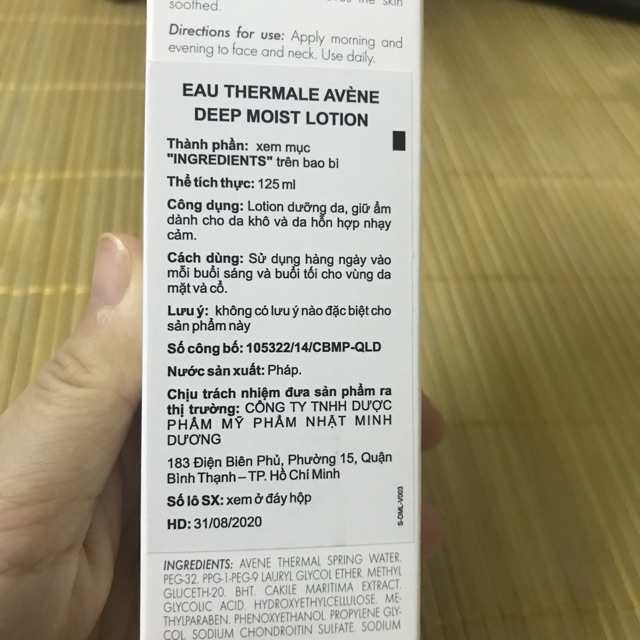 the skin
soothed.
Directions for use: Apply morning and
evening to face and neck. Use daily.
EAU THERMALE AVÈNE
DEEP MOIST LOTION
Thành phần: xem mục
"INGREDIENTS" trên bao bì
Thể tích thực: 125 ml
Công dụng: Lotion dưỡng da, giữ ẩm
dành cho da khô và da hỗn hợp nhạy
cảm.
Cách dùng: Sử dụng hàng ngày vào
mỗi buổi sáng và buổi tối cho vùng da
mặt và cổ.
Lưu ý: không có lưu ý nào đặc biệt cho
sản phẩm này
Số công bố: 105322/14/CBMP-QLD
Nước sản xuất: Pháp.
Chịu trách nhiệm đưa sản phẩm ra
thị trường: CÔNG TY TNHH DƯỢC
PHẨM MỸ PHẨM NHẬT MINH
DƯƠNG
183 Điện Biên Phủ, Phường 15, Quận
Bình Thạnh – TP. Hồ Chí Minh
Số lô SX: xem ở đáy hộp
HD: 31/08/2020
S-DML-V003
INGREDIENTS: AVENE THERMAL SPRING WATER.
PEG-32. PPG-1-PEG-9 LAURYL GLYCOL ETHER. METHYL
GLUCETH-20. BHT. CAKILE MARITIMA EXTRACT.
GLYCOLIC ACID. HYDROXYETHYLCELLULOSE. ME-
THYLPARABEN. PHENOXYETHANOL. PROPYLENE GLY-
COL. SODIUM CHONDROITIN SULFATE. SODIUM